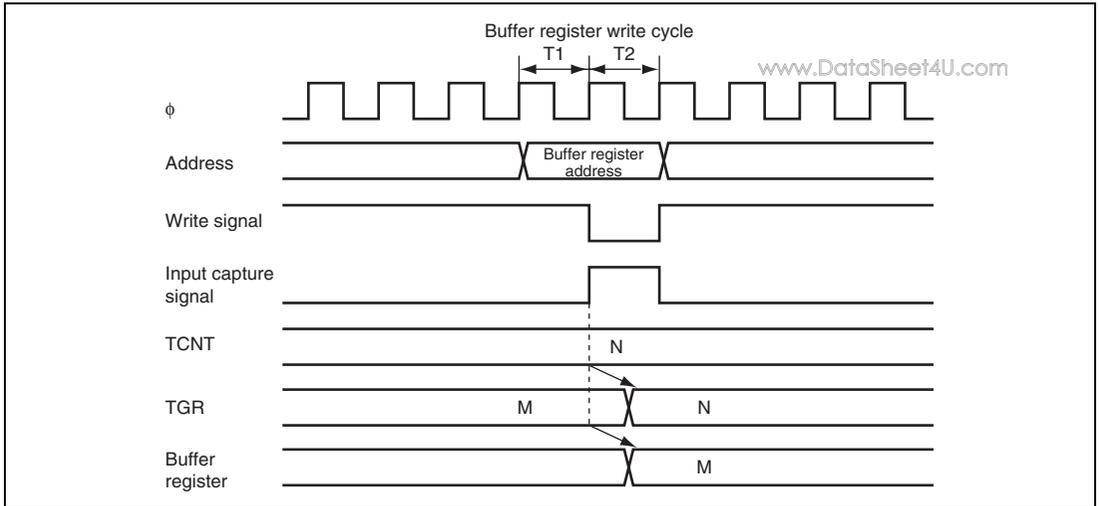 Buffer register write cycle
T1 T2
www.DataSheet4U.com
ϕ
Address
Buffer register
address
Write signal
Input capture
signal
TCNT
N
TGR
M N
Buffer
register
M